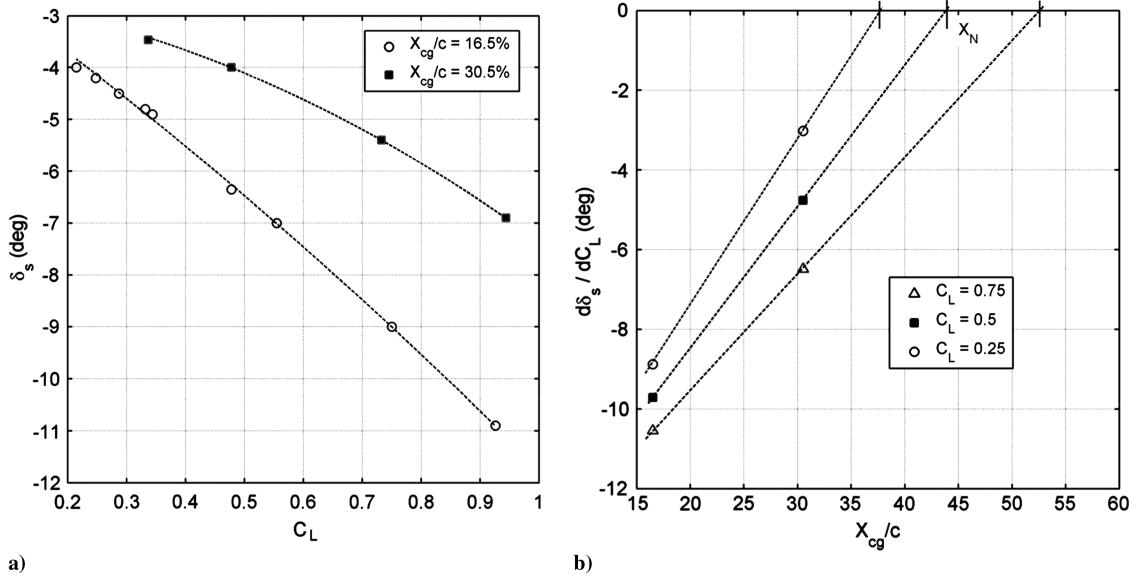 -3
-4
-5
-6
-7
-8
-9
-10
-11
-12
δs (deg)
Xcg/c = 16.5%
Xcg/c = 30.5%
0.2 0.3 0.4 0.5 0.6 0.7 0.8 0.9 1
CL
a)
0
-2
-4
-6
-8
-10
-12
dδs / dCL (deg)
XN
CL = 0.75
CL = 0.5
CL = 0.25
15 20 25 30 35 40 45 50 55 60
Xcg/c
b)